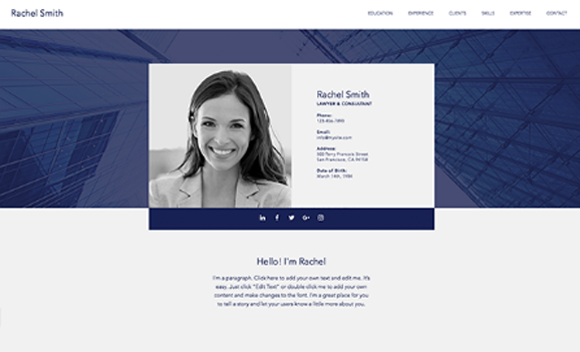 Rachel Smith
EDUCATION EXPERIENCE CLIENTS SKILLS EXPERTISE CONTACT
Rachel Smith
LAWYER & CONSULTANT
Phone:
123-456-7890
Email:
info@mysite.com
Address:
500 Terry Francois Street
San Francisco, CA 94158
Date of Birth:
March 14th, 1984
in f G+
Hello! I'm Rachel
I'm a paragraph. Click here to add your own text and edit me. It's
easy. Just click "Edit Text" or double click me to add your own
content and make changes to the font. I'm a great place for you
to tell a story and let your users know a little more about you.